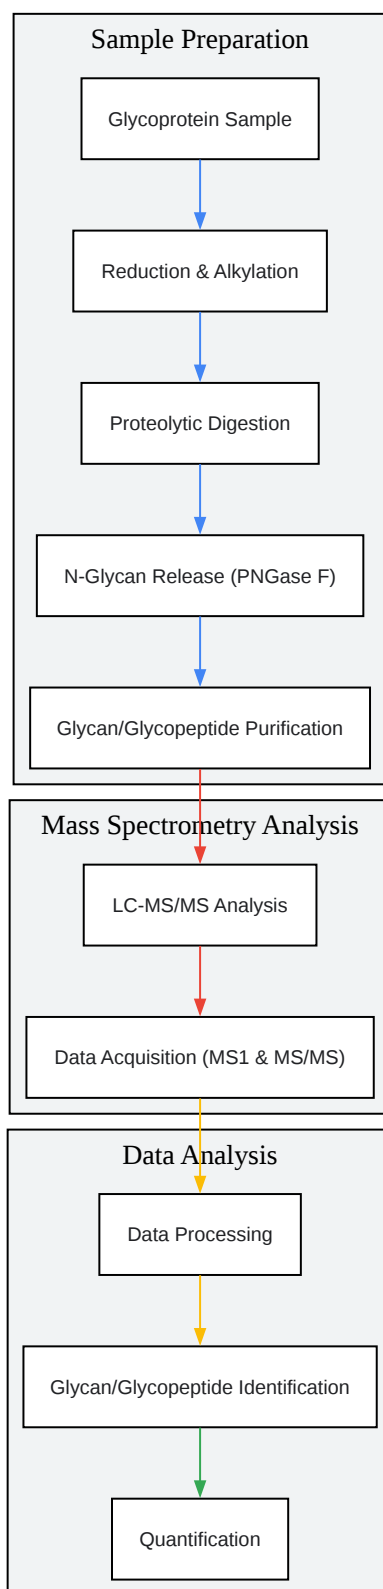 Sample Preparation
Glycoprotein Sample
Reduction & Alkylation
Proteolytic Digestion
N-Glycan Release (PNGase F)
Glycan/Glycopeptide Purification
Mass Spectrometry Analysis
LC-MS/MS Analysis
Data Acquisition (MS1 & MS/MS)
Data Analysis
Data Processing
Glycan/Glycopeptide Identification
Quantification